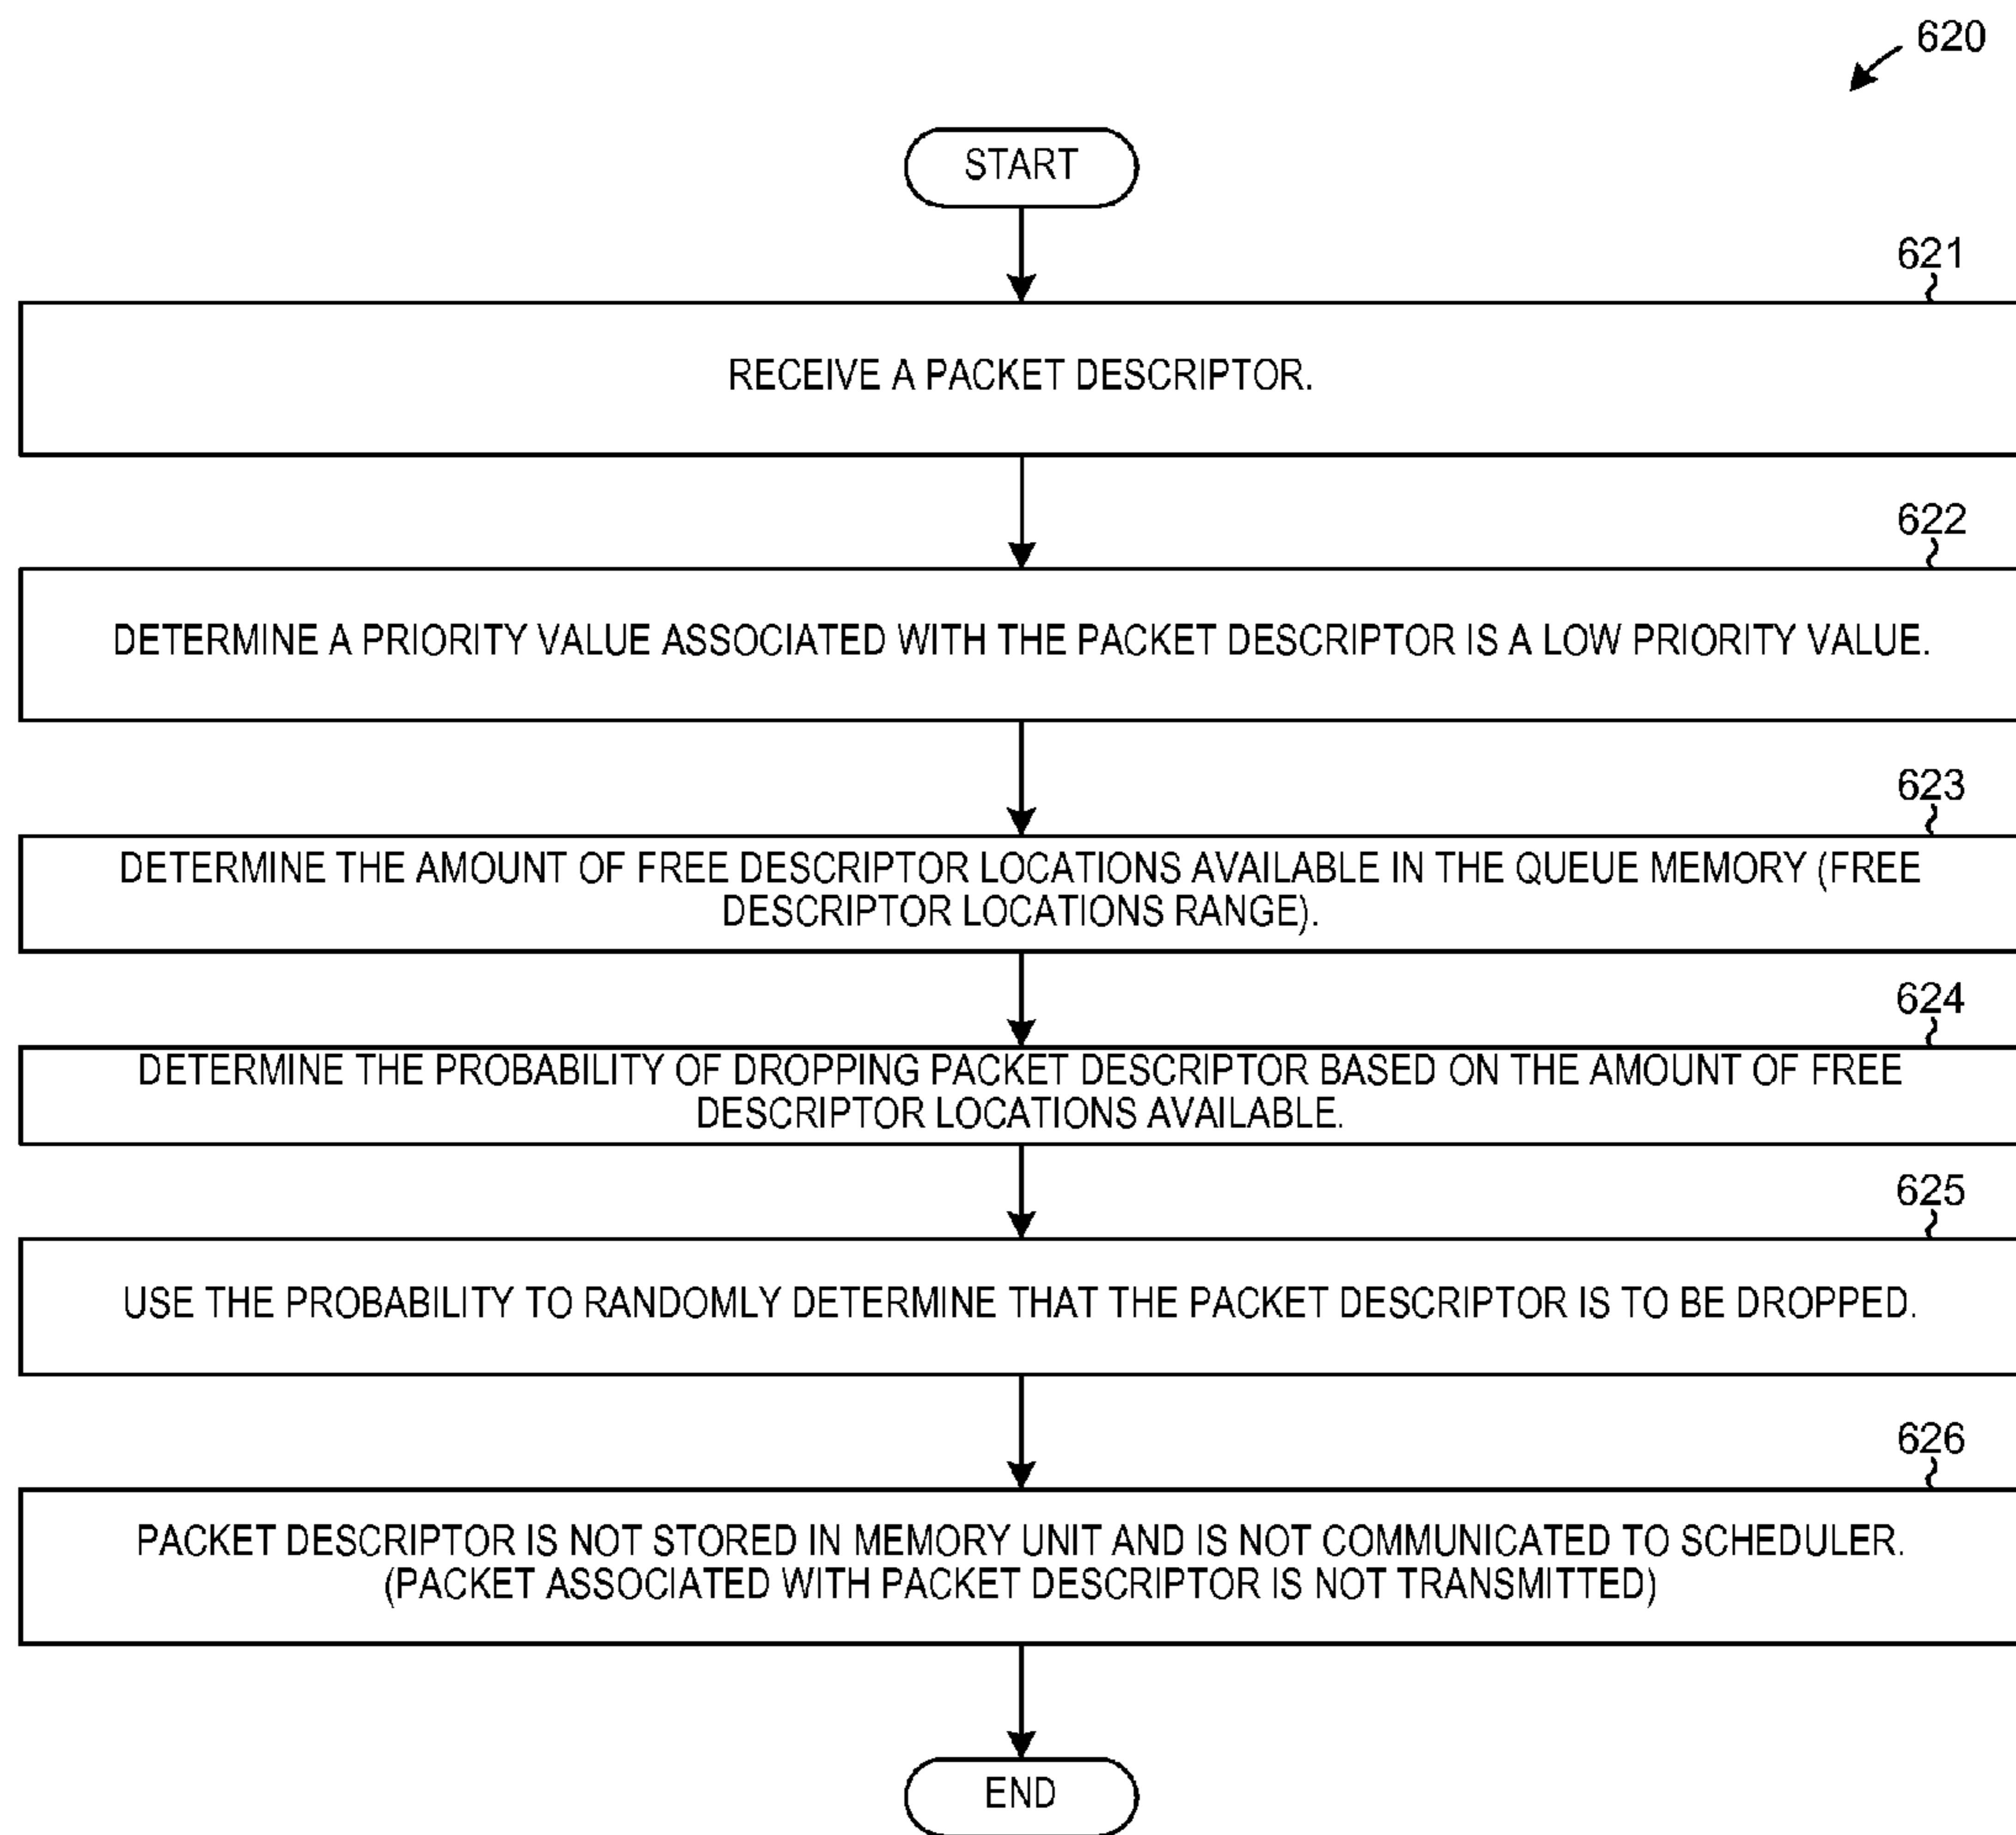 620
START
621
RECEIVE A PACKET DESCRIPTOR.
622
DETERMINE A PRIORITY VALUE ASSOCIATED WITH THE PACKET DESCRIPTOR IS A LOW PRIORITY VALUE.
623
DETERMINE THE AMOUNT OF FREE DESCRIPTOR LOCATIONS AVAILABLE IN THE QUEUE MEMORY (FREE
DESCRIPTOR LOCATIONS RANGE).
624
DETERMINE THE PROBABILITY OF DROPPING PACKET DESCRIPTOR BASED ON THE AMOUNT OF FREE
DESCRIPTOR LOCATIONS AVAILABLE.
625
USE THE PROBABILITY TO RANDOMLY DETERMINE THAT THE PACKET DESCRIPTOR IS TO BE DROPPED.
626
PACKET DESCRIPTOR IS NOT STORED IN MEMORY UNIT AND IS NOT COMMUNICATED TO SCHEDULER.
(PACKET ASSOCIATED WITH PACKET DESCRIPTOR IS NOT TRANSMITTED)
END